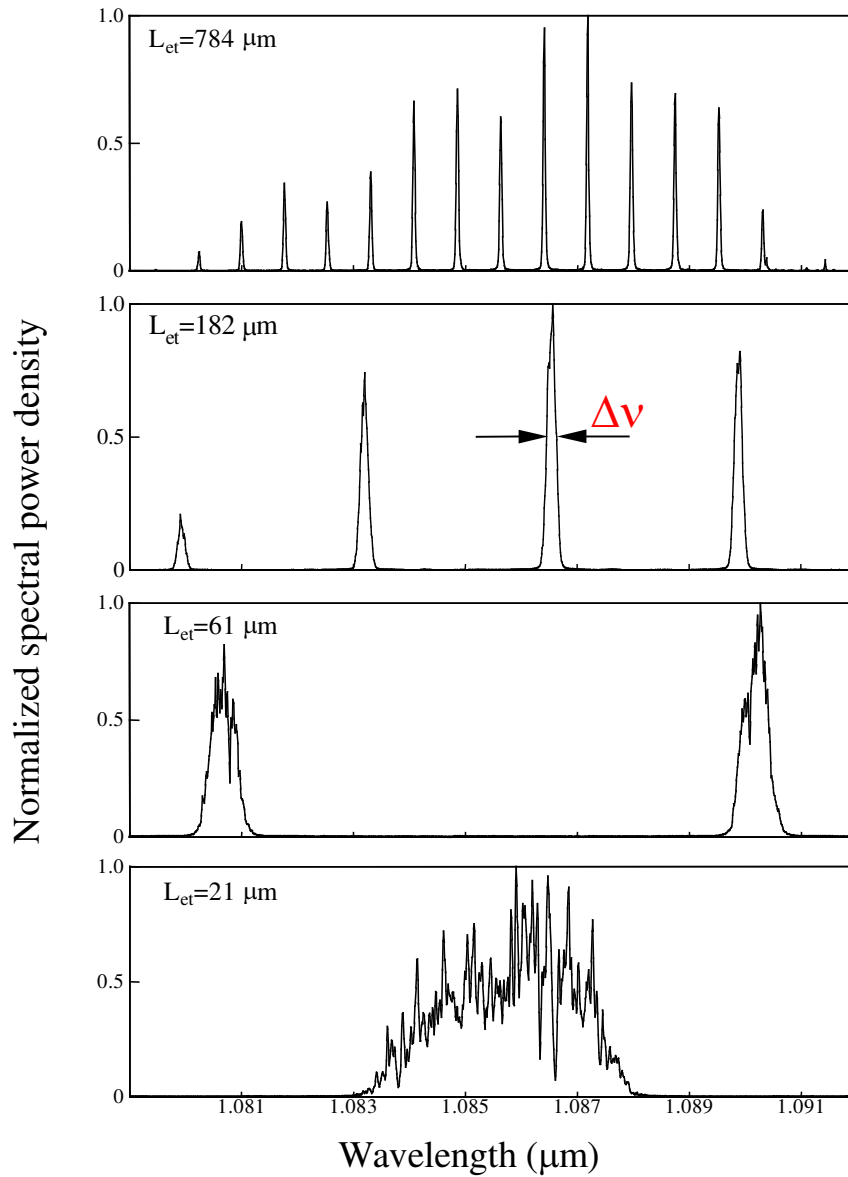 Normalized spectral power density
1.0
0.5
0
L_et=784 μm
1.0
0.5
0
L_et=182 μm
Δν
1.0
0.5
0
L_et=61 μm
1.0
0.5
0
L_et=21 μm
1.081 1.083 1.085 1.087 1.089 1.091
Wavelength (μm)